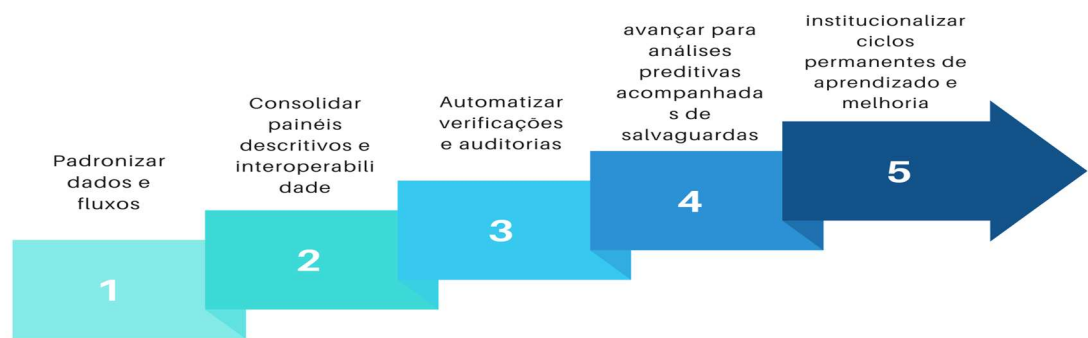 Padronizar
dados e
fluxos
1
Consolidar
painéis
descritivos e
interoperabili
dade
2
Automatizar
verificações
e auditorias
3
avançar para
análises
preditivas
acompanhada
s de
salvaguardas
4
institucionalizar
ciclos
permanentes de
aprendizado e
melhoria
5